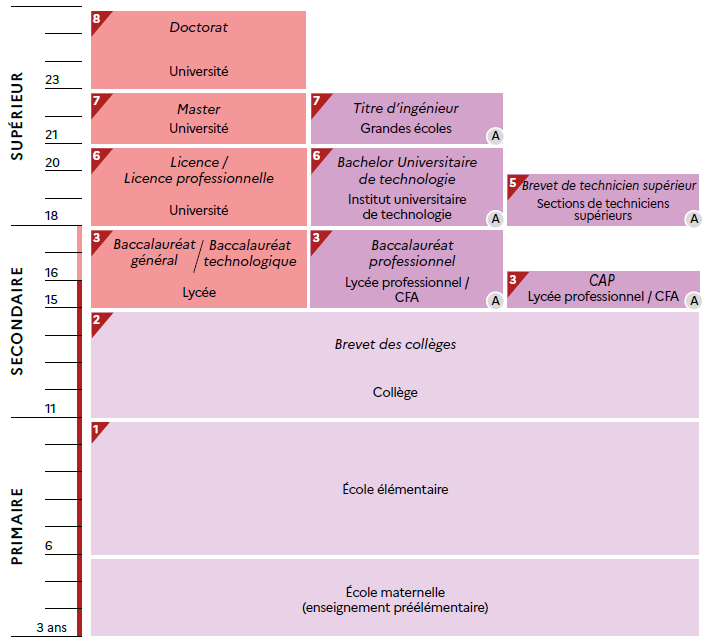 SUPÉRIEUR
SECONDAIRE
PRIMAIRE
23
21
20
18
16
15
11
6
3 ans
8
Doctorat
Université
7
Master
Université
7
Titre d'ingénieur
Grandes écoles
A
6
Licence /
Licence professionnelle
Université
6
Bachelor Universitaire
de technologie
Institut universitaire
de technologie
A
5
Brevet de technicien supérieur
Sections de techniciens
supérieurs
A
3
Baccalauréat
général
/
Baccalauréat
technologique
Lycée
3
Baccalauréat
professionnel
Lycée professionnel /
CFA
A
3
CAP
Lycée professionnel / CFA
A
2
Brevet des collèges
Collège
1
École élémentaire
École maternelle
(enseignement préélémentaire)